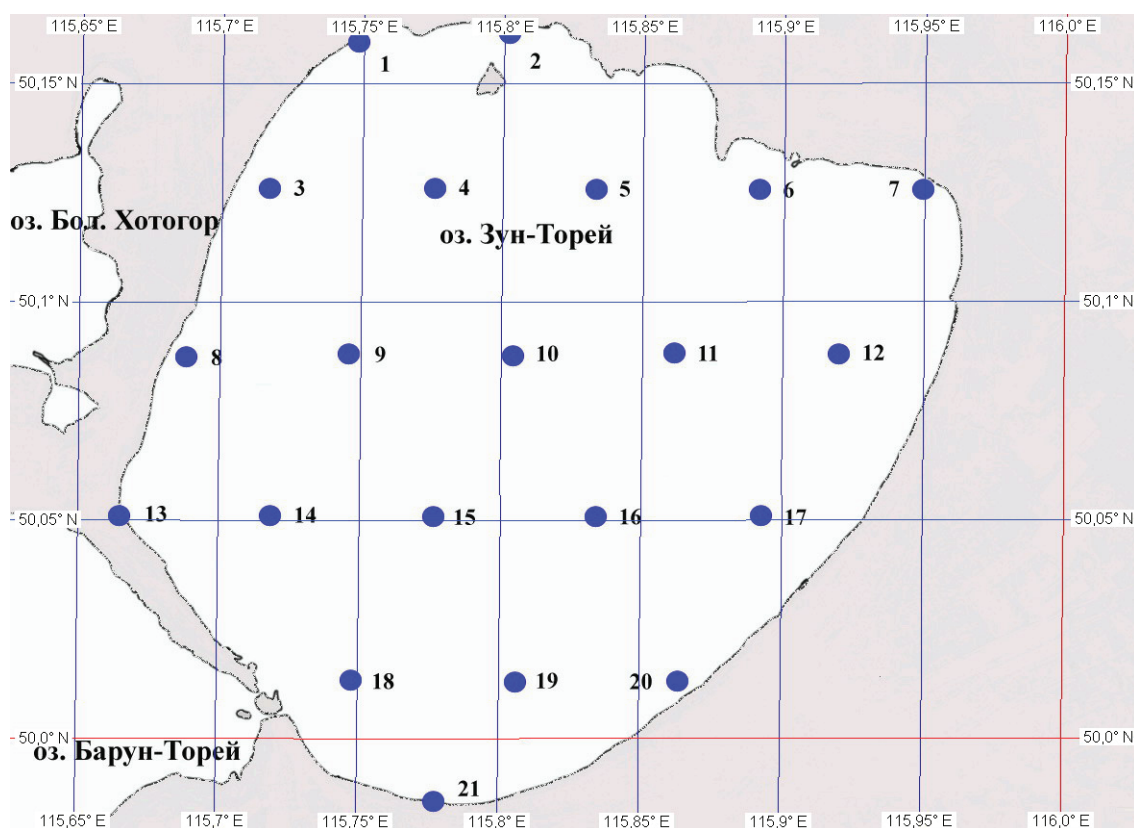 115,65° E 115,7° E 115,75° E 115,8° E 115,85° E 115,9° E 115,95° E 116,0° E
1 2
50,15° N 50,15° N
3 4 5 6 7
оз. Бол. Хотогор оз. Зун-Торей
50,1° N 50,1° N
8 9 10 11 12
13 14 15 16 17
50,05° N 50,05° N
18 19 20
50,0° N 50,0° N
оз. Барун-Торей
21
115,65° E 115,7° E 115,75° E 115,8° E 115,85° E 115,9° E 115,95° E 116,0° E